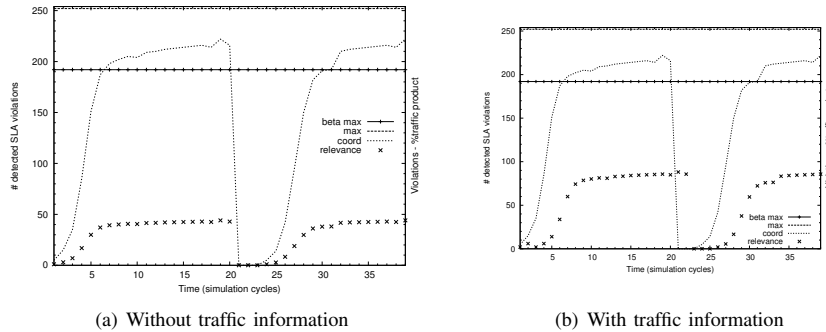 250
200
150
100
50
0
# detected SLA violations
5 10 15 20 25 30 35
Time (simulation cycles)
beta max
max
coord
relevance
Violations - %traffic product
(a) Without traffic information
250
200
150
100
50
0
# detected SLA violations
5 10 15 20 25 30 35
Time (simulation cycles)
beta max
max
coord
relevance
(b) With traffic information